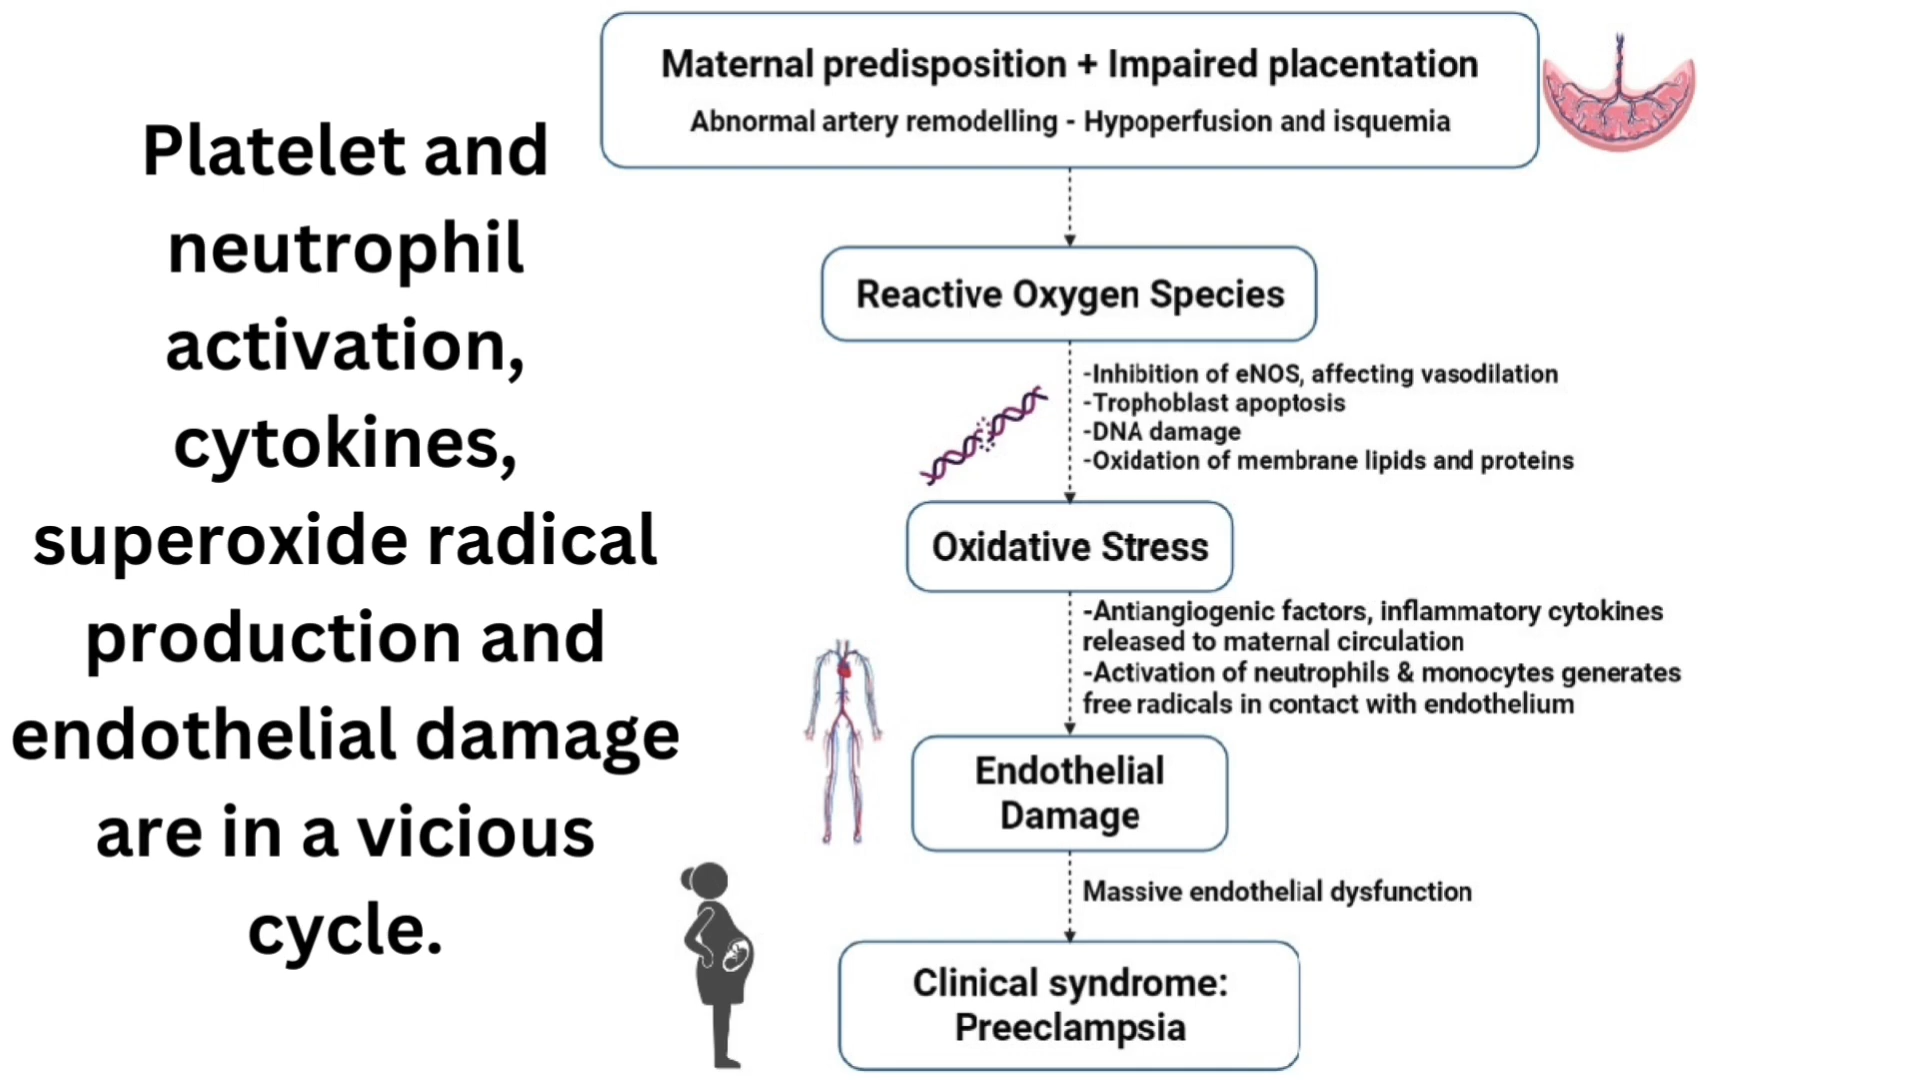 Platelet and
neutrophil
activation,
cytokines,
superoxide radical
production and
endothelial damage
are in a vicious
cycle.
Maternal predisposition + Impaired placentation
Abnormal artery remodelling - Hypoperfusion and isquemia
Reactive Oxygen Species
-Inhibition of eNOS, affecting vasodilation
-Trophoblast apoptosis
-DNA damage
-Oxidation of membrane lipids and proteins
Oxidative Stress
-Antiangiogenic factors, inflammatory cytokines
released to maternal circulation
-Activation of neutrophils & monocytes generates
free radicals in contact with endothelium
Endothelial
Damage
Massive endothelial dysfunction
Clinical syndrome:
Preeclampsia